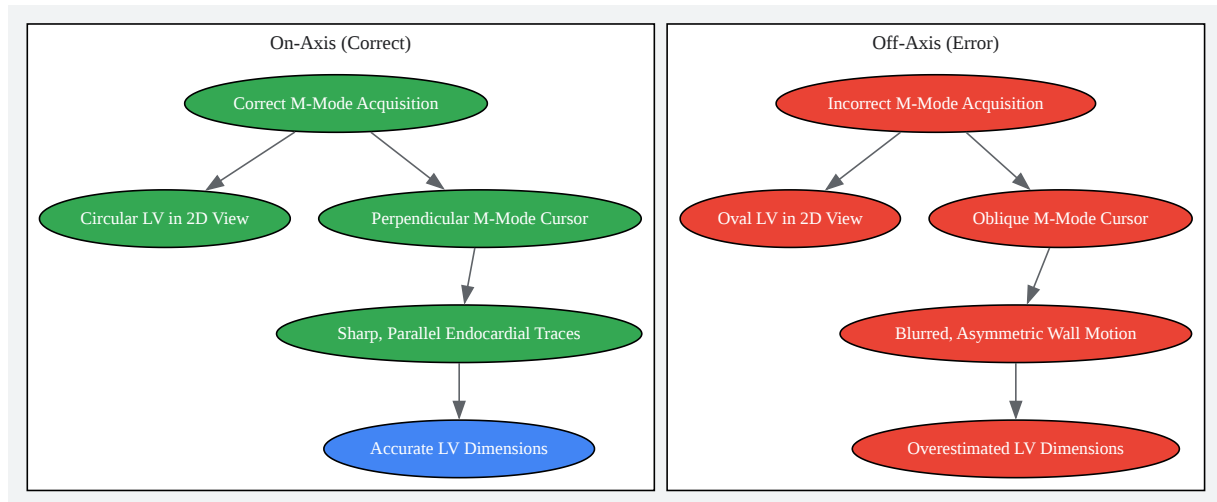 On-Axis (Correct)
Correct M-Mode Acquisition
Circular LV in 2D View
Perpendicular M-Mode Cursor
Sharp, Parallel Endocardial Traces
Accurate LV Dimensions
Off-Axis (Error)
Incorrect M-Mode Acquisition
Oval LV in 2D View
Oblique M-Mode Cursor
Blurred, Asymmetric Wall Motion
Overestimated LV Dimensions